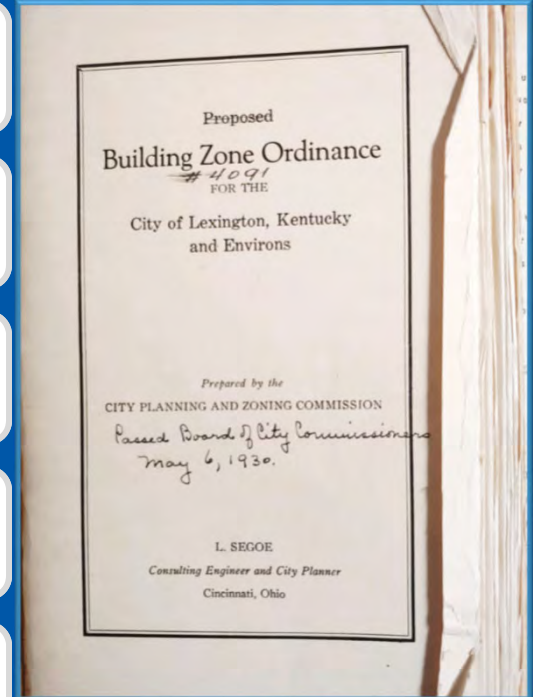 Proposed
Building Zone Ordinance
# 4091
FOR THE
City of Lexington, Kentucky
and Environs
Prepared by the
CITY PLANNING AND ZONING COMMISSION
Passed Board of City Commissioners
May 6, 1930.
L. SEGOE
Consulting Engineer and City Planner
Cincinnati, Ohio